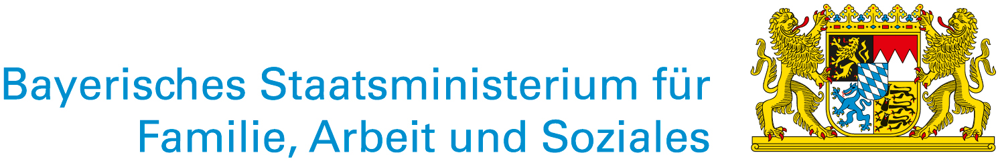 Bayerisches Staatsministerium für
Familie, Arbeit und Soziales